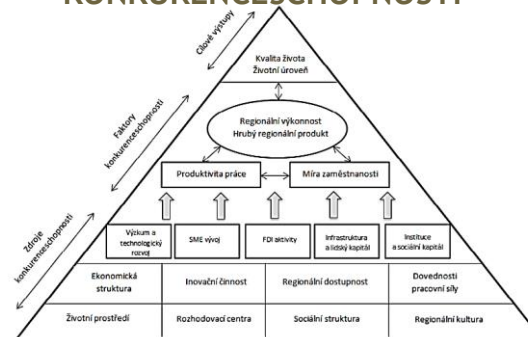 KONKURENCESCHOPNOSTI
Cílové výstupy
Kvalita života
Životní úroveň
Faktory
konkurenceschopnosti
Regionální výkonnost
Hrubý regionální produkt
Produktivita práce
Míra zaměstnanosti
Zdroje
konkurenceschopnosti
Výzkum a
technologický
rozvoj
SME vývoj
FDI aktivity
Infrastruktura
a lidský kapitál
Instituce
a sociální kapitál
Ekonomická
struktura
Inovační činnost
Regionální dostupnost
Dovednosti
pracovní síly
Životní prostředí
Rozhodovací centra
Sociální struktura
Regionální kultura